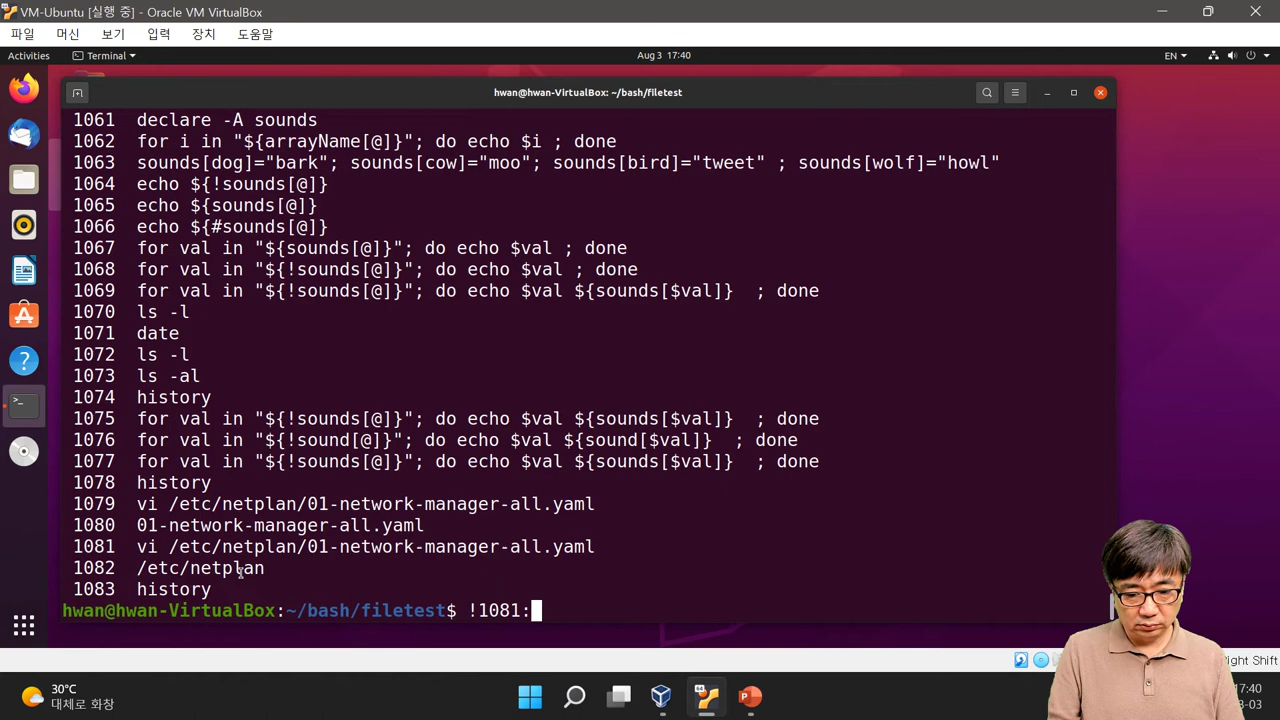 VM-Ubuntu [실행 중] - Oracle VM VirtualBox
파일 머신 보기 입력 장치 도움말
Activities Terminal Aug 3 17:40 EN
hwan@hwan-VirtualBox: ~/bash/filetest
1061 declare -A sounds
1062 for i in "${arrayName[@]}"; do echo $i ; done
1063 sounds[dog]="bark"; sounds[cow]="moo"; sounds[bird]="tweet" ; sounds[wolf]="howl"
1064 echo ${!sounds[@]}
1065 echo ${sounds[@]}
1066 echo ${#sounds[@]}
1067 for val in "${sounds[@]}"; do echo $val ; done
1068 for val in "${!sounds[@]}"; do echo $val ; done
1069 for val in "${!sounds[@]}"; do echo $val ${sounds[$val]} ; done
1070 ls -l
1071 date
1072 ls -l
1073 ls -al
1074 history
1075 for val in "${!sounds[@]}"; do echo $val ${sounds[$val]} ; done
1076 for val in "${!sound[@]}"; do echo $val ${sound[$val]} ; done
1077 for val in "${!sounds[@]}"; do echo $val ${sounds[$val]} ; done
1078 history
1079 vi /etc/netplan/01-network-manager-all.yaml
1080 01-network-manager-all.yaml
1081 vi /etc/netplan/01-network-manager-all.yaml
1082 /etc/netplan
1083 history
hwan@hwan-VirtualBox:~/bash/filetest$ !1081:
Right Shift
30°C
대체로 화창
17:40
8-03